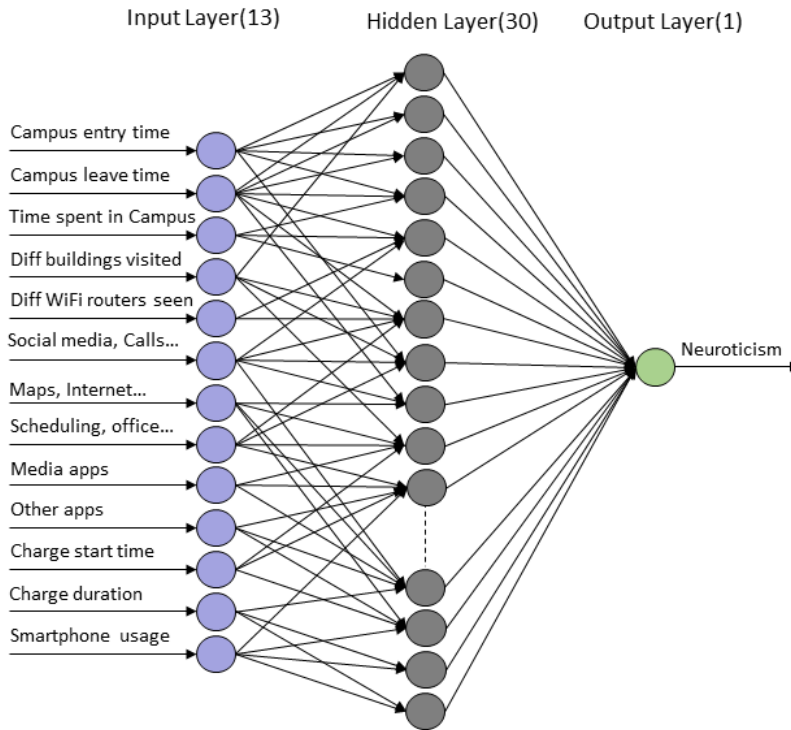 Input Layer(13)
Hidden Layer(30)
Output Layer(1)
Campus entry time
Campus leave time
Time spent in Campus
Diff buildings visited
Diff WiFi routers seen
Social media, Calls...
Maps, Internet...
Scheduling, office...
Media apps
Other apps
Charge start time
Charge duration
Smartphone usage
Neuroticism